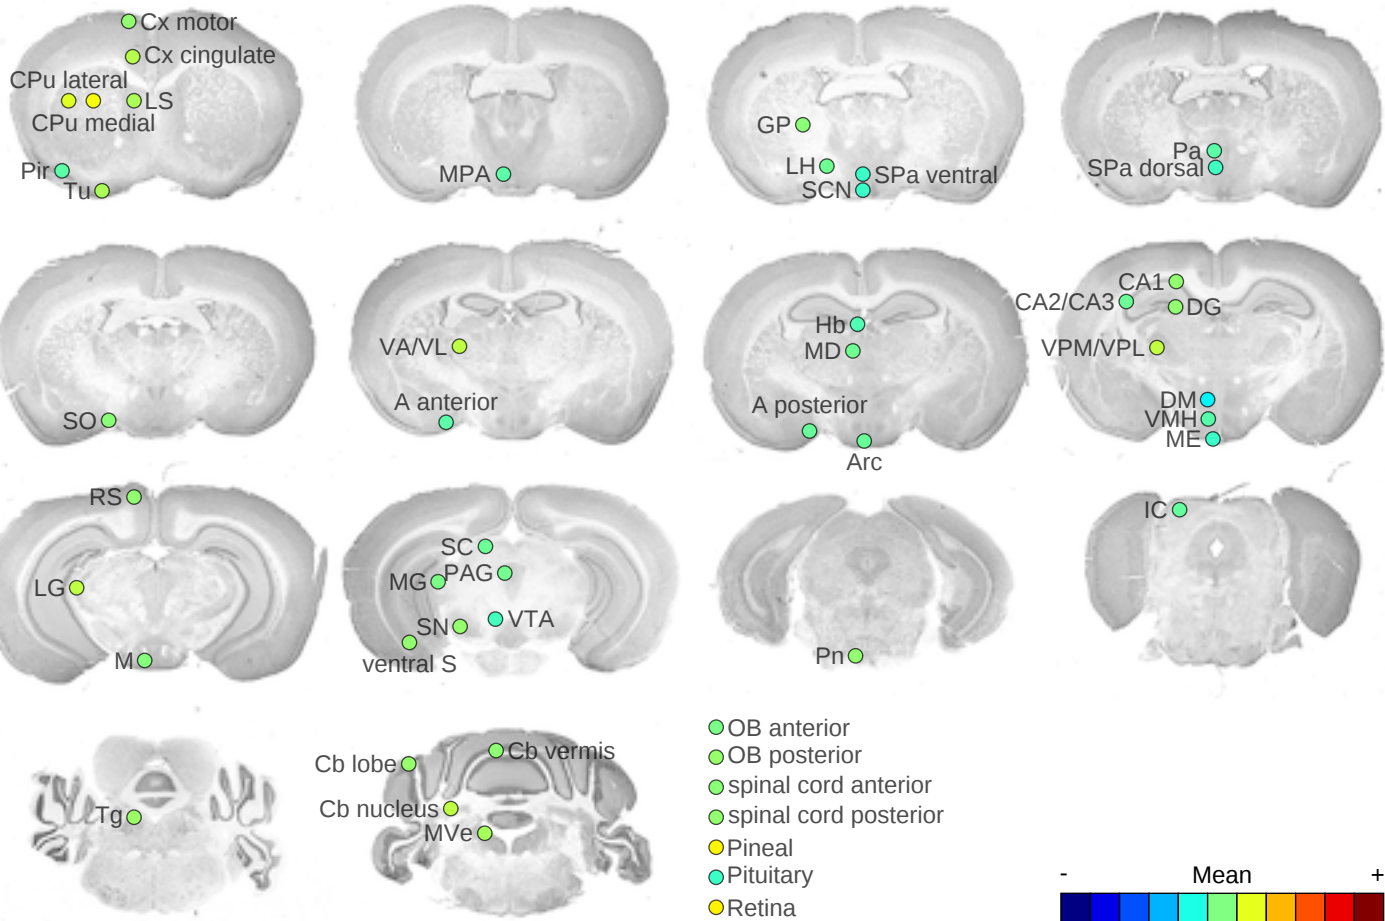 Cx motor
Cx cingulate
CPu lateral
LS
CPu medial
Pir
Tu
MPA
GP
LH
SPa ventral
SCN
Pa
SPa dorsal
SO
VA/VL
A anterior
Hb
MD
A posterior
Arc
CA1
CA2/CA3
DG
VPM/VPL
DM
VMH
ME
RS
LG
M
SC
MG
PAG
SN
VTA
ventral S
Pn
IC
Tg
Cb lobe
Cb vermis
Cb nucleus
MVe
OB anterior
OB posterior
spinal cord anterior
spinal cord posterior
Pineal
Pituitary
Retina
- Mean +